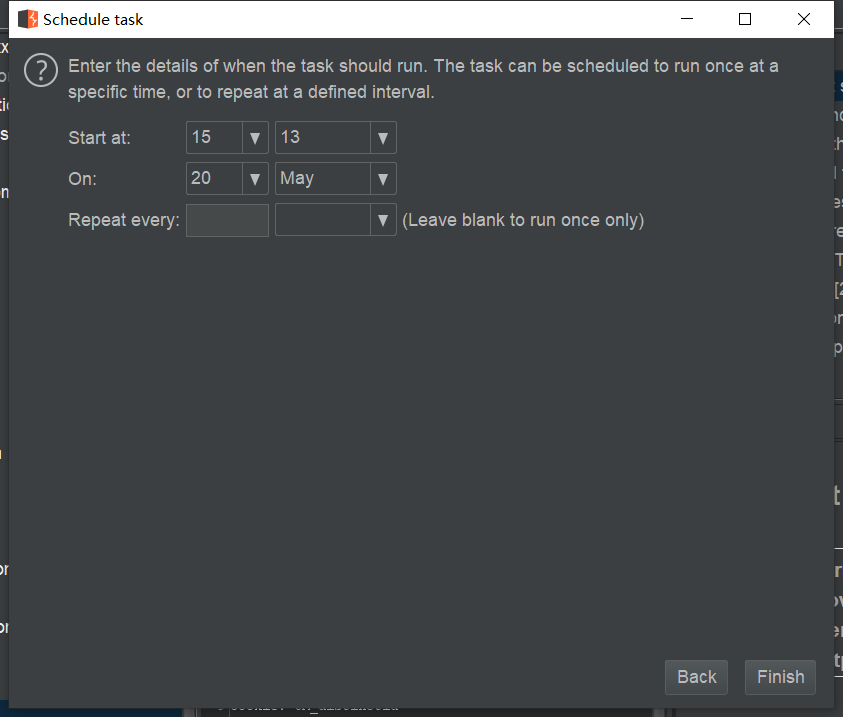 Schedule task
Enter the details of when the task should run. The task can be scheduled to run once at a
specific time, or to repeat at a defined interval.
Start at: 15 13
On: 20 May
Repeat every: (Leave blank to run once only)
Back Finish